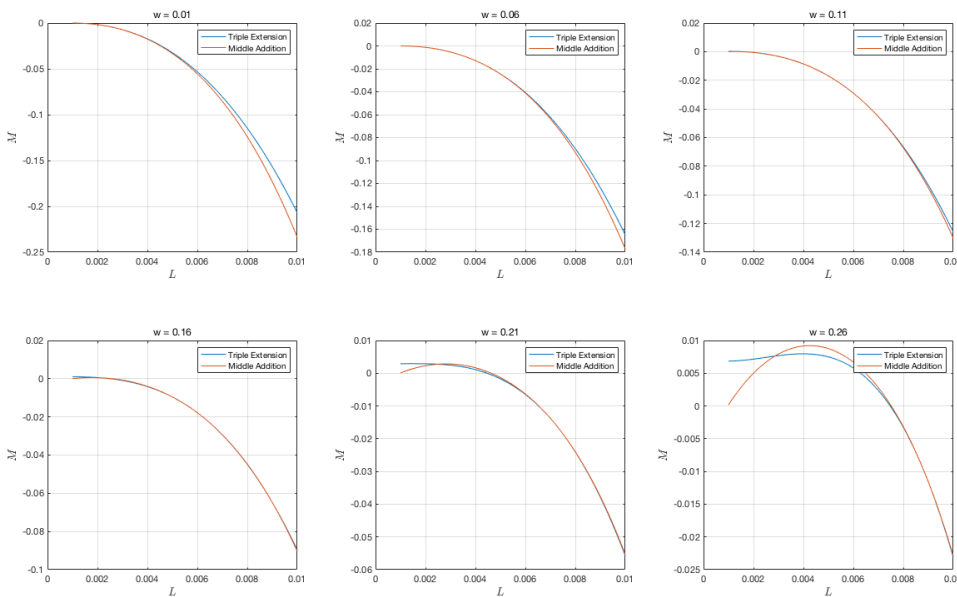 w = 0.01
0
-0.05
-0.1
-0.15
-0.2
-0.25
M
Triple Extension
Middle Addition
0 0.002 0.004 0.006 0.008 0.01
L
w = 0.06
0.02
0
-0.02
-0.04
-0.06
-0.08
-0.1
-0.12
-0.14
-0.16
-0.18
M
Triple Extension
Middle Addition
0 0.002 0.004 0.006 0.008 0.01
L
w = 0.11
0.02
0
-0.02
-0.04
-0.06
-0.08
-0.1
-0.12
-0.14
M
Triple Extension
Middle Addition
0 0.002 0.004 0.006 0.008 0.0
L
w = 0.16
0.02
0
-0.02
-0.04
-0.06
-0.08
-0.1
M
Triple Extension
Middle Addition
0 0.002 0.004 0.006 0.008 0.01
L
w = 0.21
0.01
0
-0.01
-0.02
-0.03
-0.04
-0.05
-0.06
M
Triple Extension
Middle Addition
0 0.002 0.004 0.006 0.008 0.01
L
w = 0.26
0.01
0.005
0
-0.005
-0.01
-0.015
-0.02
-0.025
M
Triple Extension
Middle Addition
0 0.002 0.004 0.006 0.008 0.0
L